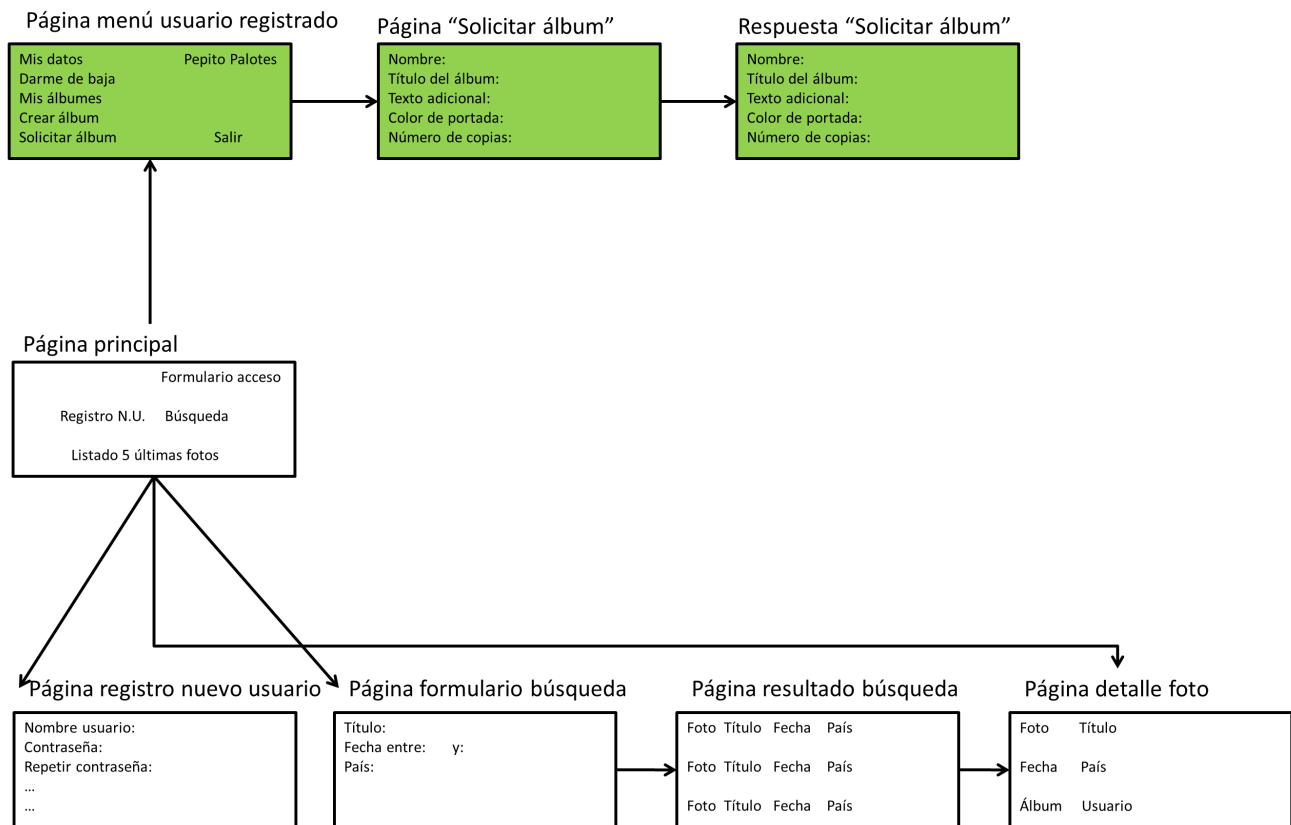 Página menú usuario registrado
Mis datos Pepito Palotes
Darme de baja
Mis álbumes
Crear álbum
Solicitar álbum Salir
Página “Solicitar álbum”
Nombre:
Título del álbum:
Texto adicional:
Color de portada:
Número de copias:
Respuesta “Solicitar álbum”
Nombre:
Título del álbum:
Texto adicional:
Color de portada:
Número de copias:
Página principal
Formulario acceso
Registro N.U. Búsqueda
Listado 5 últimas fotos
Página registro nuevo usuario
Nombre usuario:
Contraseña:
Repetir contraseña:
...
...
Página formulario búsqueda
Título:
Fecha entre: y:
País:
Página resultado búsqueda
Foto Título Fecha País
Foto Título Fecha País
Foto Título Fecha País
Página detalle foto
Foto Título
Fecha País
Álbum Usuario